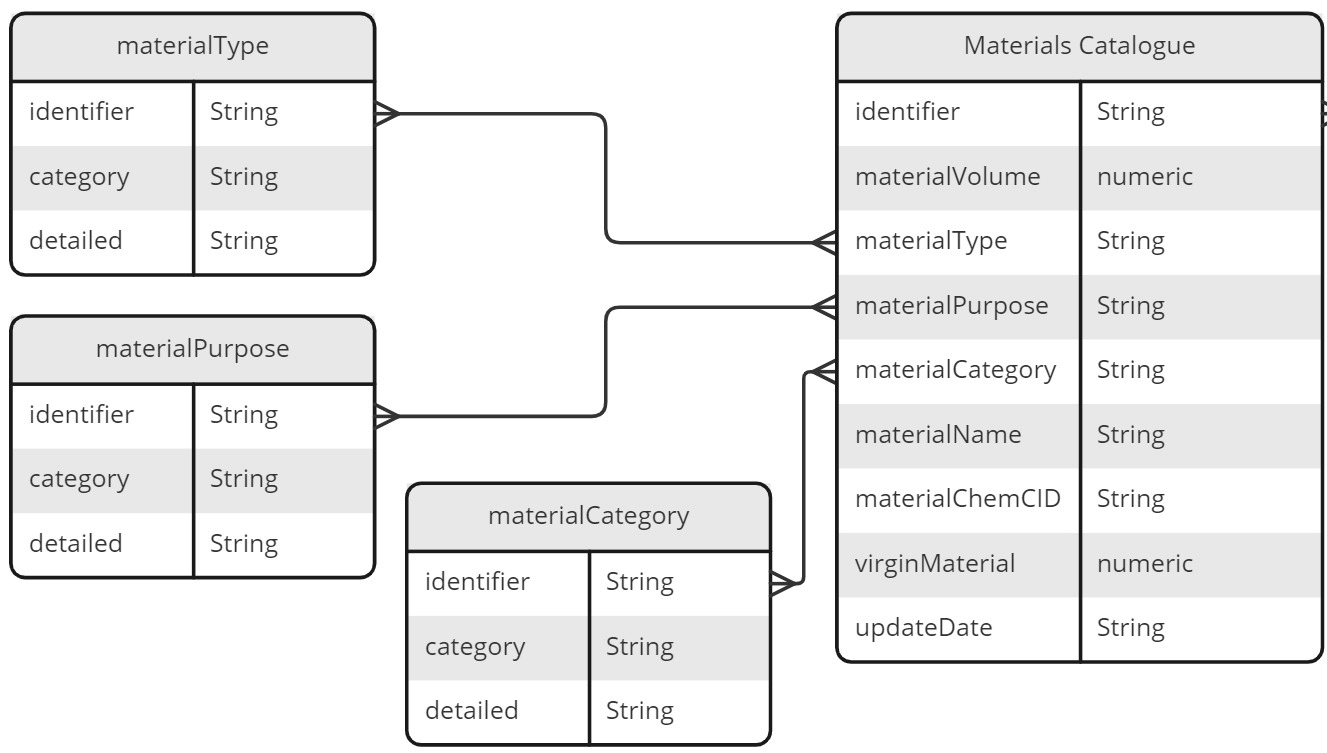 materialType
identifier String
category String
detailed String
materialPurpose
identifier String
category String
detailed String
materialCategory
identifier String
category String
detailed String
Materials Catalogue
identifier String
materialVolume numeric
materialType String
materialPurpose String
materialCategory String
materialName String
materialChemCID String
virginMaterial numeric
updateDate String